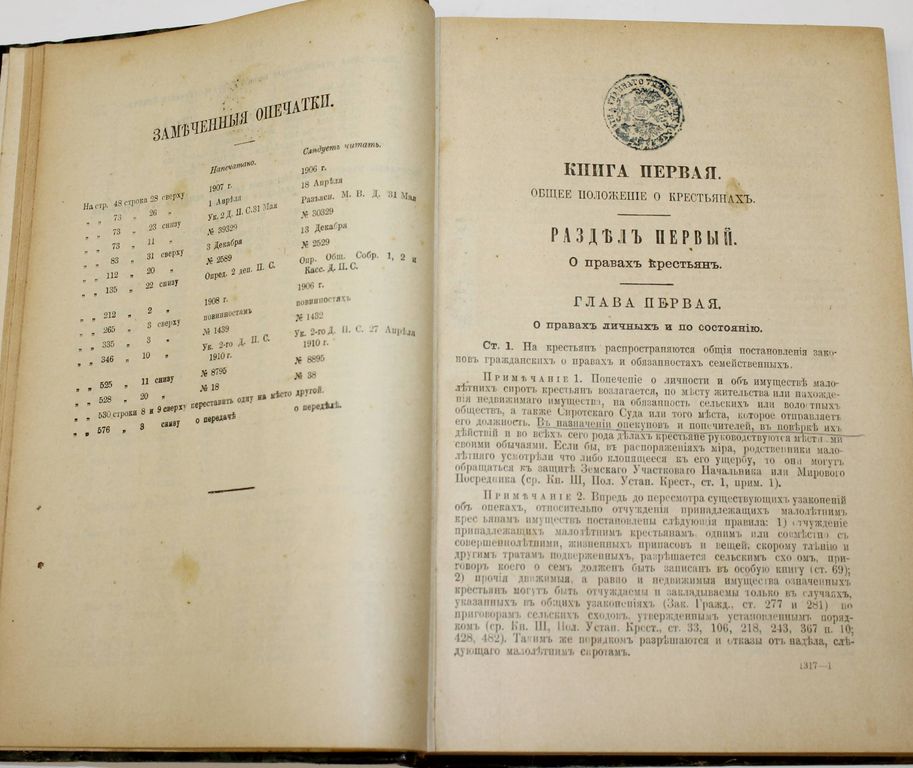 ЗАМѢЧЕННЫЯ ОПЕЧАТКИ.
Напечатано. Слѣдуетъ читать.
На стр. 48 строка 28 сверху 1907 г. 1906 г.
„ „ 73 „ 26 „ 1 Апрѣля 18 Апрѣля
„ „ 73 „ 23 снизу Ук. 2 Д. П. С. 31 Мая Разъясн. М. В. Д. 31 Мая
„ „ 73 „ 11 „ № 39329 № 30329
„ „ 83 „ 31 сверху 3 Декабря 13 Декабря
„ „ 112 „ 20 „ № 2589 № 2529
„ „ 135 „ 22 снизу Опред. 2 деп. П. С. Опр. Общ. Собр. 1, 2 и
Касс. Д. П. С.
„ „ 212 „ 2 „ 1908 г. 1906 г.
„ „ 265 „ 3 сверху повинностам повинностяхъ
„ „ 335 „ 3 „ № 1439 № 1432
„ „ 346 „ 10 „ Ук. 2-го Д. П. С. Ук. 2-го Д. П. С. 27 Апрѣля
1910 г. 1910 г.
„ „ 525 „ 11 снизу № 8795 № 8895
„ „ 528 „ 20 „ № 18 № 38
„ „ 530 строки 8 и 9 сверху переставить одну на мѣсто другой.
„ „ 576 „ 3 снизу о передачѣ о передѣлѣ.
КНИГА ПЕРВАЯ.
ОБЩЕЕ ПОЛОЖЕНІЕ О КРЕСТЬЯНАХЪ.
РАЗДѢЛЪ ПЕРВЫЙ.
О правахъ крестьян.
ГЛАВА ПЕРВАЯ.
О правахъ личныхъ и по состоянію.
Ст. 1. На крестьян распространяются общія постановленія зако-
новъ гражданскихъ о правахъ и обязанностяхъ семейственныхъ.
Примѣчаніе 1. Попеченіе о личности и объ имуществѣ мало-
лѣтнихъ сиротъ крестьян возлагается, по мѣсту жительства или нахожде-
нія недвижимаго имуществъ, на обязанность сельскихъ или волостныхъ
обществъ, а также Сиротскаго Суда или того мѣста, которое отправляетъ
его должность. Въ назначеніи опекуновъ и попечителей, въ повѣркѣ ихъ
дѣйствій и во всѣхъ сего рода дѣлахъ крестьяне руководствуются мѣстными
своими обычаями. Если бы, въ распоряженіяхъ міра, родственники мало-
лѣтняго усмотрѣли что либо клонящееся къ его ущербу, то они могутъ
обращаться къ защитѣ Земскаго Участковаго Начальника или Мирового
Посредника (ср. Кн. III, Пол. Устан. Крест., ст. 1, прим. 1).
Примѣчаніе 2. Впредь до пересмотра существующихъ узаконеній
объ опекахъ, относительно отчужденія принадлежащихъ малолѣтнимъ
крестьянамъ имуществъ постановлены слѣдующія правила: 1) отчужденіе
принадлежащихъ малолѣтнимъ крестьянамъ, однимъ или совмѣстно съ
совершеннолѣтними, жизненныхъ припасовъ и вещей, скорому тлѣнію и
другимъ тратамъ подверженныхъ, разрѣшается сельскимъ сходомъ, при-
говоръ коего о семъ долженъ быть записан въ особую книгу (ст. 69);
2) прочія движимыя, а равно и недвижимыя имущества означенныхъ
крестьян могутъ быть отчуждаемы и закладываемы только въ случаяхъ,
указанныхъ въ общихъ узаконеніяхъ (Зак. Гражд., ст. 277 и 281) по
приговорамъ сельскихъ сходовъ, утвержденнымъ установленнымъ поряд-
комъ (ср. Кн. III, Пол. Устан. Крест., ст. 33, 106, 218, 243, 367 п. 10;
428, 482). Такимъ же порядкомъ разрѣшаются и отказы отъ надѣла, слѣ-
дующаго малолѣтнимъ сиротамъ.
1317—1